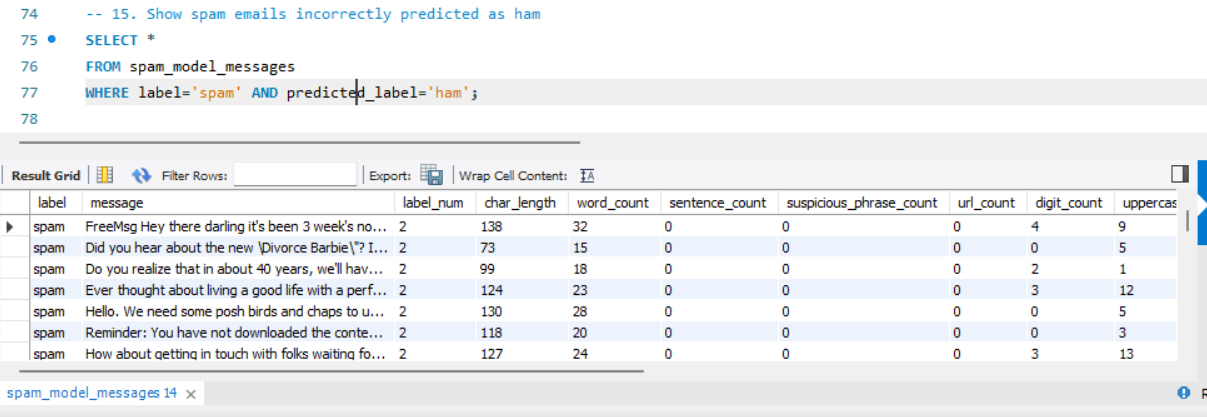 74 -- 15. Show spam emails incorrectly predicted as ham
75 SELECT *
76 FROM spam_model_messages
77 WHERE label='spam' AND predicted_label='ham';
78
Result Grid Filter Rows: Export: Wrap Cell Content:
label message label_num char_length word_count sentence_count suspicious_phrase_count url_count digit_count uppercas
spam FreeMsg Hey there darling it's been 3 week's no... 2 138 32 0 0 0 4 9
spam Did you hear about the new \Divorce Barbie\"? I... 2 73 15 0 0 0 0 5
spam Do you realize that in about 40 years, we'll hav... 2 99 18 0 0 0 2 1
spam Ever thought about living a good life with a perf... 2 124 23 0 0 0 3 12
spam Hello. We need some posh birds and chaps to u... 2 130 28 0 0 0 0 5
spam Reminder: You have not downloaded the conte... 2 118 20 0 0 0 0 3
spam How about getting in touch with folks waiting fo... 2 127 24 0 0 0 3 13
spam_model_messages 14 R